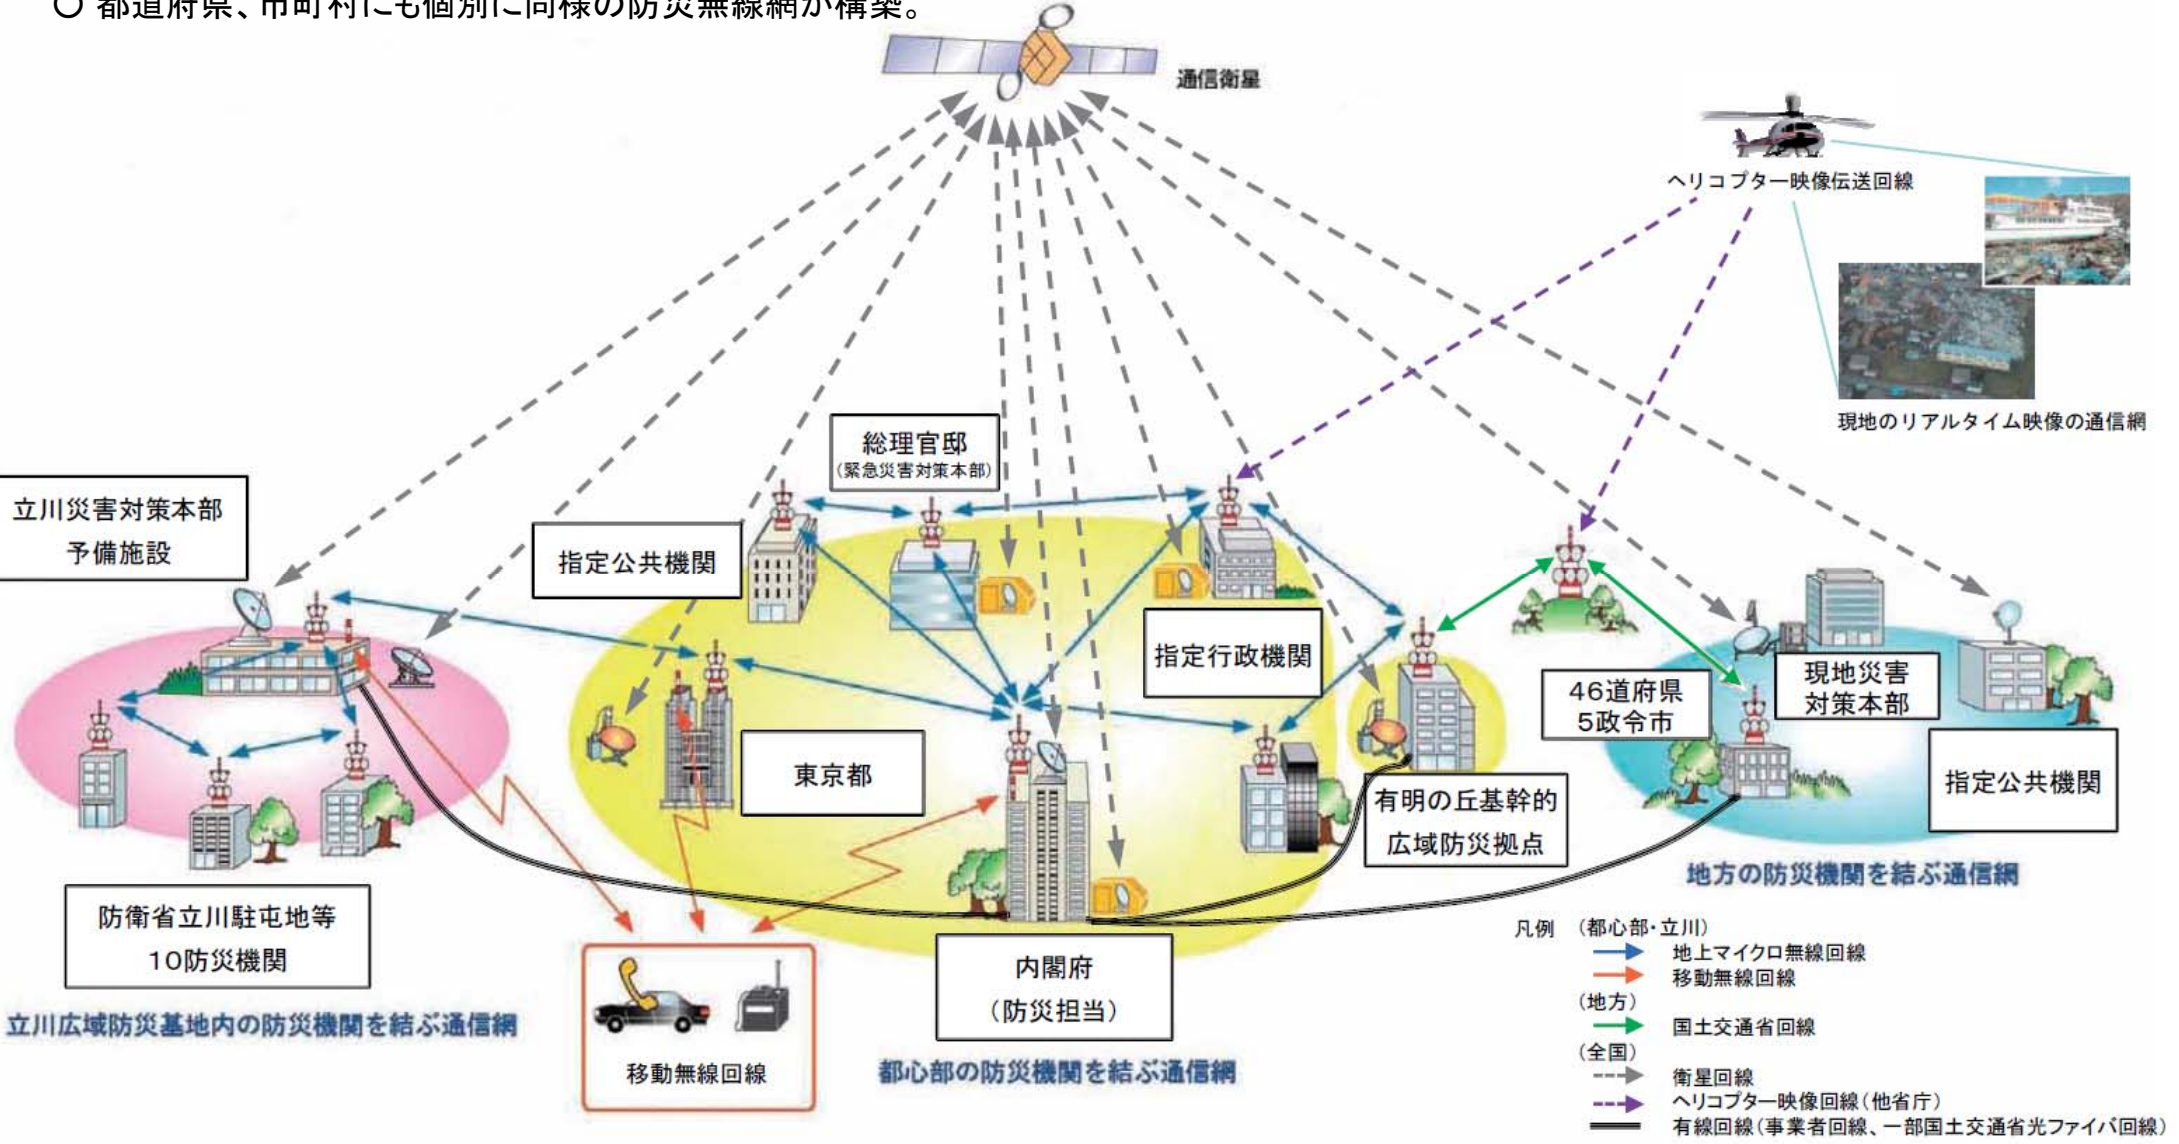 ○ 都道府県、市町村にも個別に同様の防災無線網が構築。
通信衛星
ヘリコプター映像伝送回線
現地のリアルタイム映像の通信網
総理官邸
(緊急災害対策本部)
立川災害対策本部
予備施設
指定公共機関
指定行政機関
46道府県
5政令市
現地災害
対策本部
東京都
指定公共機関
有明の丘基幹的
広域防災拠点
地方の防災機関を結ぶ通信網
防衛省立川駐屯地等
10防災機関
内閣府
(防災担当)
立川広域防災基地内の防災機関を結ぶ通信網
移動無線回線
都心部の防災機関を結ぶ通信網
凡例 (都心部・立川)
地上マイクロ無線回線
移動無線回線
(地方)
国土交通省回線
(全国)
衛星回線
ヘリコプター映像回線(他省庁)
有線回線(事業者回線、一部国土交通省光ファイバ回線)